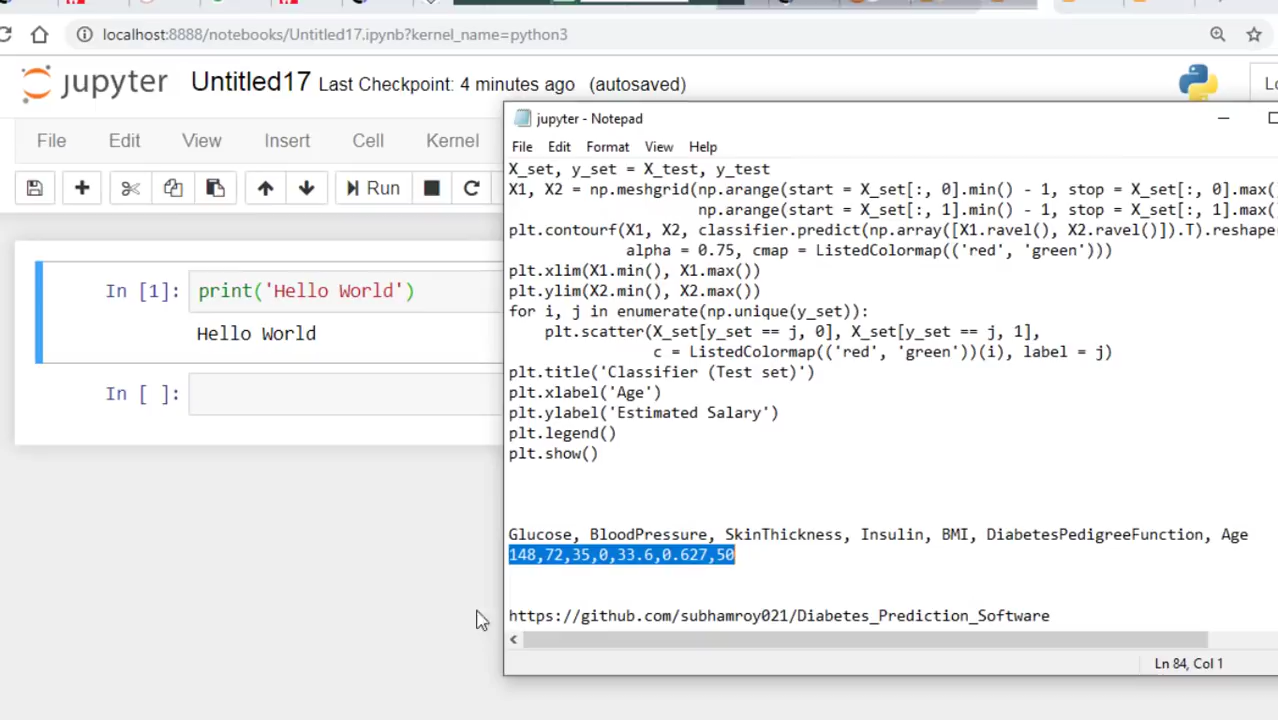 localhost:8888/notebooks/Untitled17.ipynb?kernel_name=python3
jupyter Untitled17 Last Checkpoint: 4 minutes ago (autosaved)
File Edit View Insert Cell Kernel
Run
In [1]: print('Hello World')
Hello World
In [ ]:
jupyter - Notepad
File Edit Format View Help
X_set, y_set = X_test, y_test
X1, X2 = np.meshgrid(np.arange(start = X_set[:, 0].min() - 1, stop = X_set[:, 0].max(
np.arange(start = X_set[:, 1].min() - 1, stop = X_set[:, 1].max(
plt.contourf(X1, X2, classifier.predict(np.array([X1.ravel(), X2.ravel()]).T).reshape
alpha = 0.75, cmap = ListedColormap(('red', 'green')))
plt.xlim(X1.min(), X1.max())
plt.ylim(X2.min(), X2.max())
for i, j in enumerate(np.unique(y_set)):
plt.scatter(X_set[y_set == j, 0], X_set[y_set == j, 1],
c = ListedColormap(('red', 'green'))(i), label = j)
plt.title('Classifier (Test set)')
plt.xlabel('Age')
plt.ylabel('Estimated Salary')
plt.legend()
plt.show()
Glucose, BloodPressure, SkinThickness, Insulin, BMI, DiabetesPedigreeFunction, Age
148,72,35,0,33.6,0.627,50
https://github.com/subhamroy021/Diabetes_Prediction_Software
Ln 84, Col 1